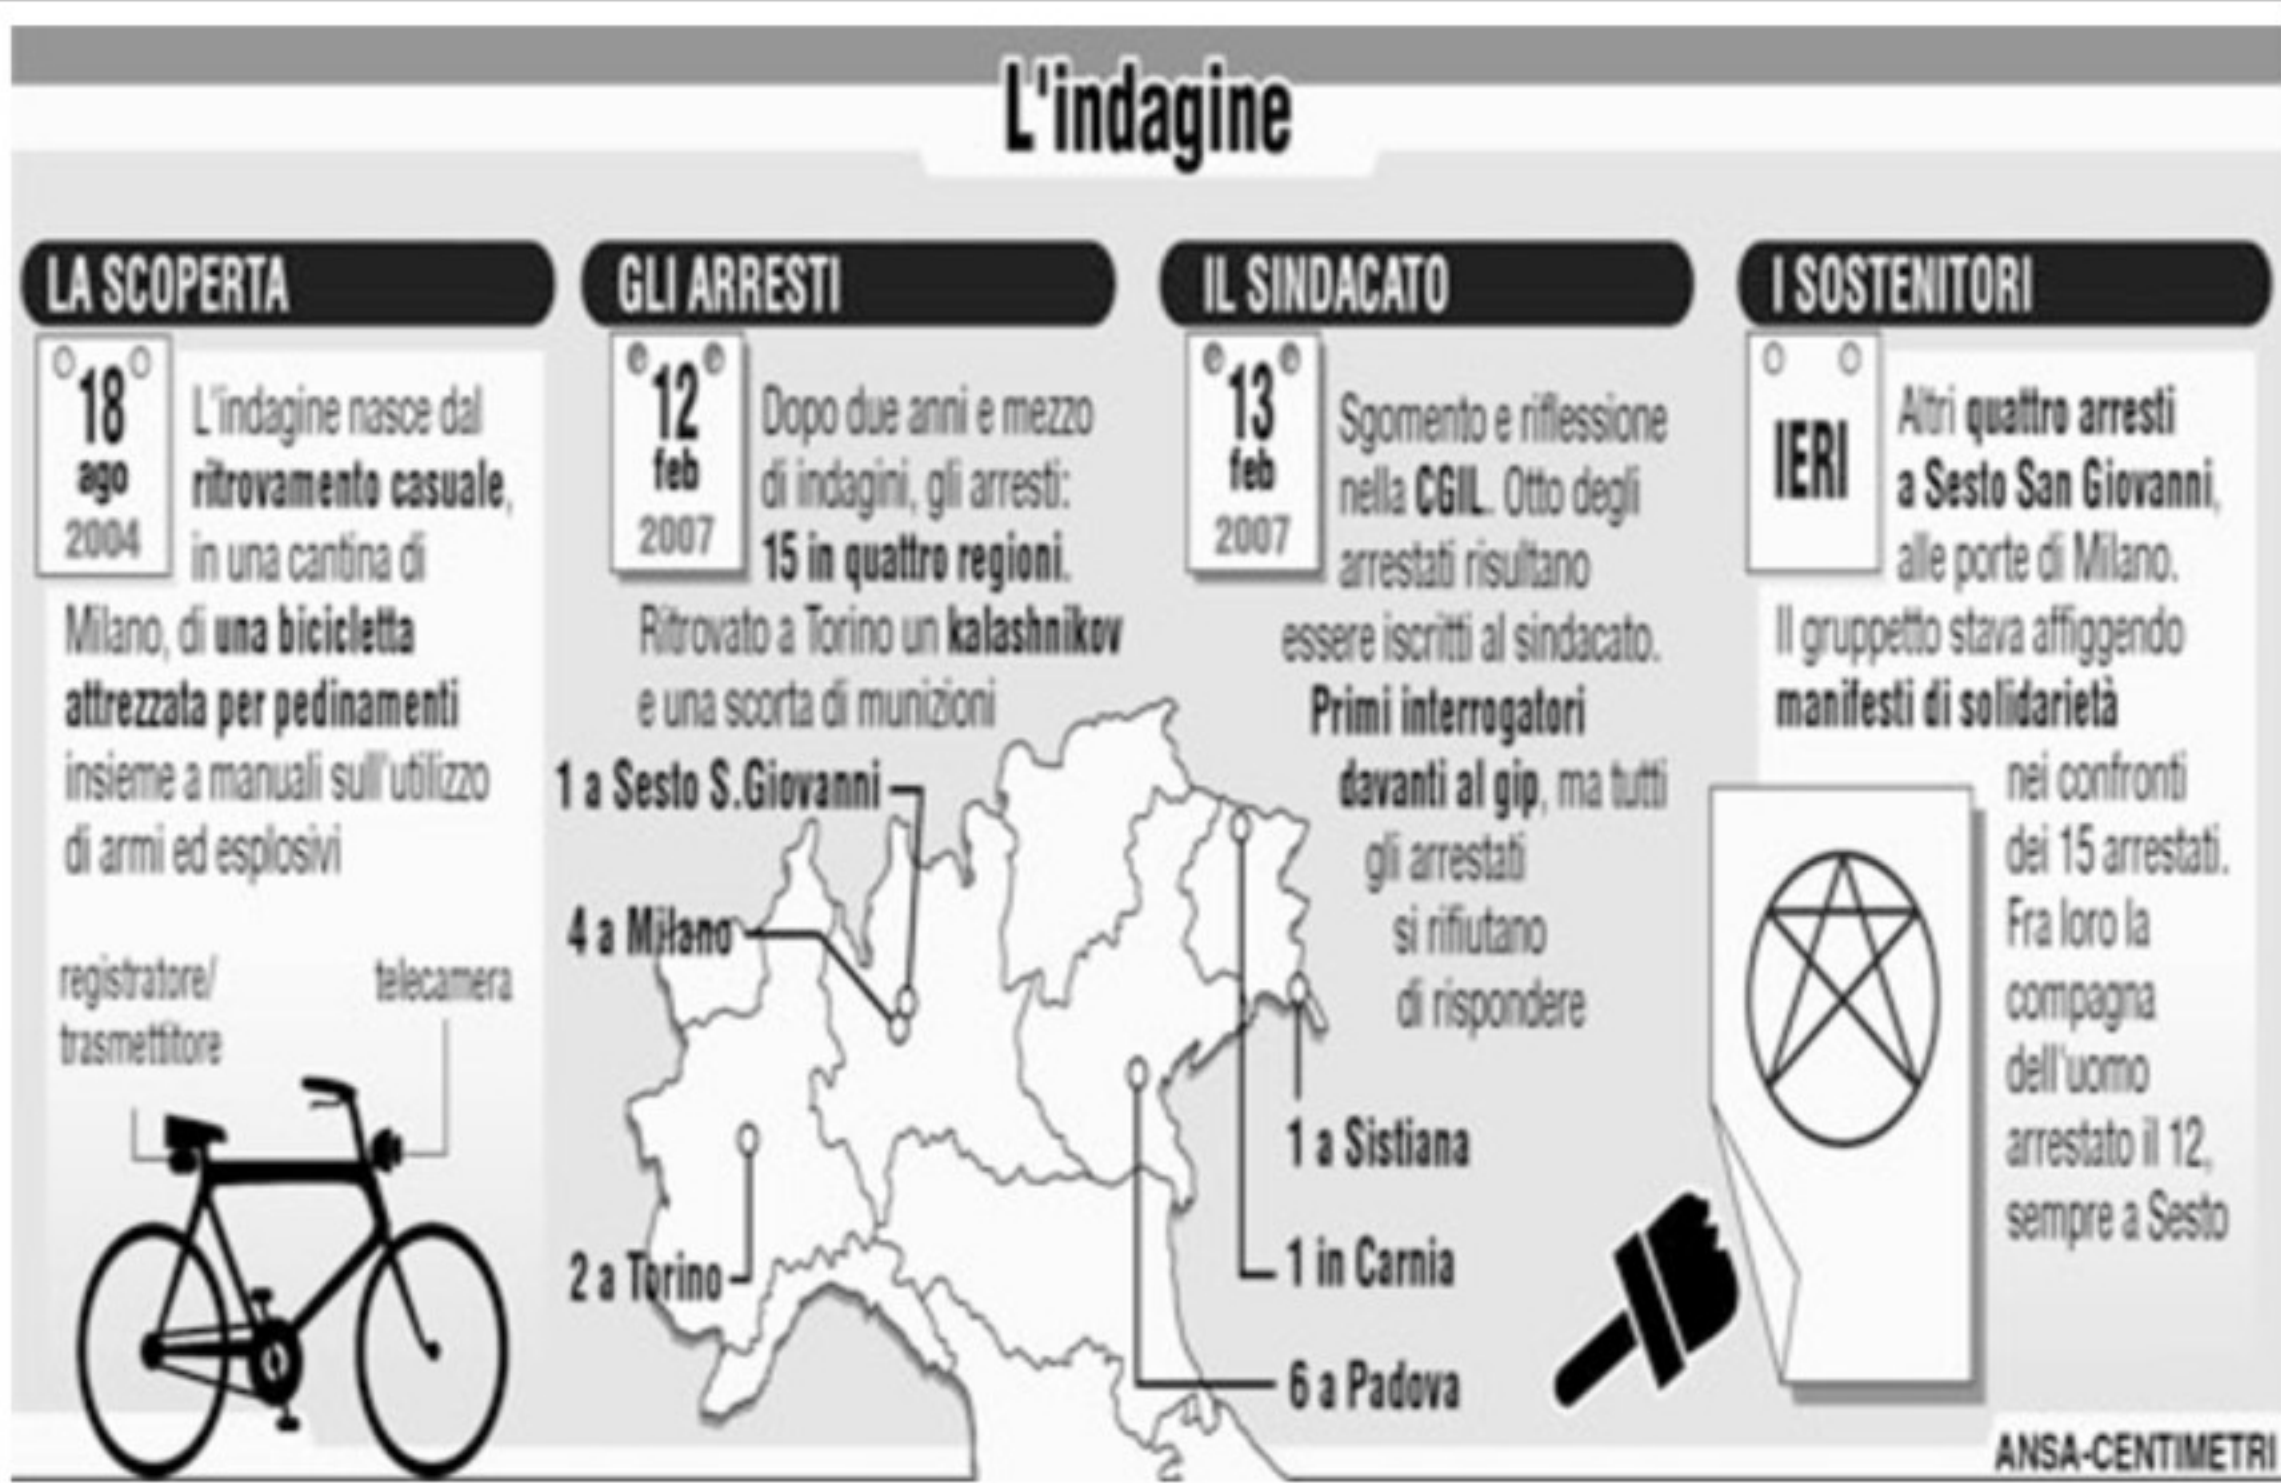 L'indagine
LA SCOPERTA
18
ago
2004
L'indagine nasce dal
ritrovamento casuale,
in una cantina di
Milano, di una bicicletta
attrezzata per pedinamenti
insieme a manuali sull'utilizzo
di armi ed esplosivi
registratore/
trasmettitore
telecamera
GLI ARRESTI
12
feb
2007
Dopo due anni e mezzo
di indagini, gli arresti:
15 in quattro regioni.
Ritrovato a Torino un kalashnikov
e una scorta di munizioni
1 a Sesto S.Giovanni
4 a Milano
2 a Torino
1 a Sistiana
1 in Carnia
6 a Padova
IL SINDACATO
13
feb
2007
Sgomento e riflessione
nella CGIL. Otto degli
arrestati risultano
essere iscritti al sindacato.
Primi interrogatori
davanti al gip, ma tutti
gli arrestati
si rifiutano
di rispondere
I SOSTENITORI
IERI
Altri quattro arresti
a Sesto San Giovanni,
alle porte di Milano.
Il gruppetto stava affiggendo
manifesti di solidarietà
nei confronti
dei 15 arrestati.
Fra loro la
compagna
dell'uomo
arrestato il 12,
sempre a Sesto
ANSA-CENTIMETRI